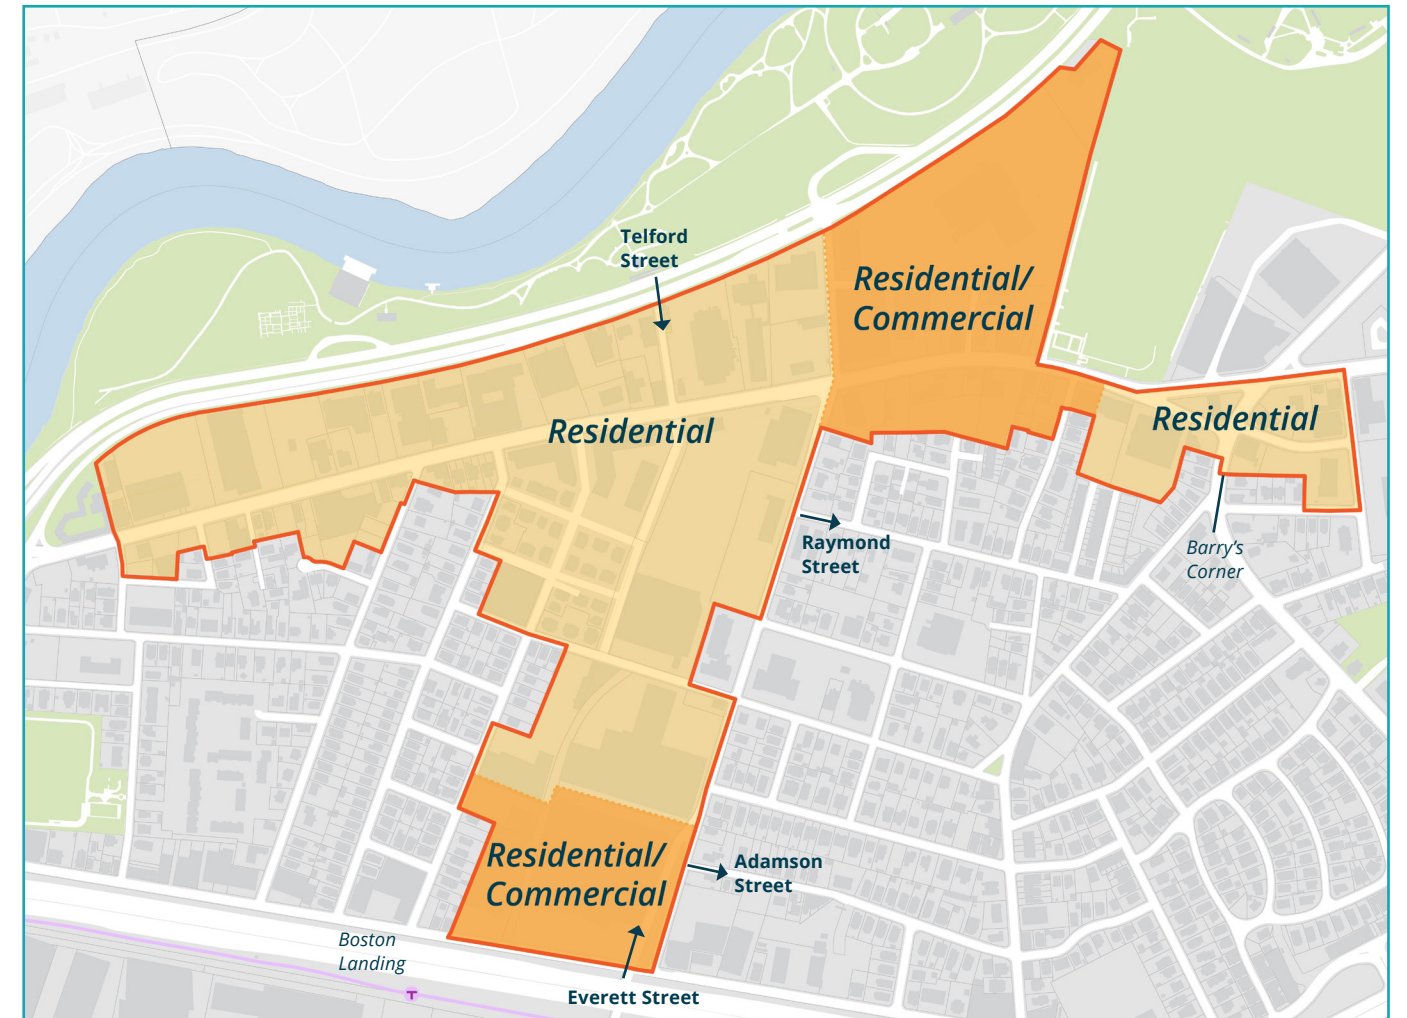 Telford
Street
Residential/
Commercial
Residential
Residential
Raymond
Street
Barry’s
Corner
Residential/
Commercial
Adamson
Street
Boston
Landing
T
Everett Street